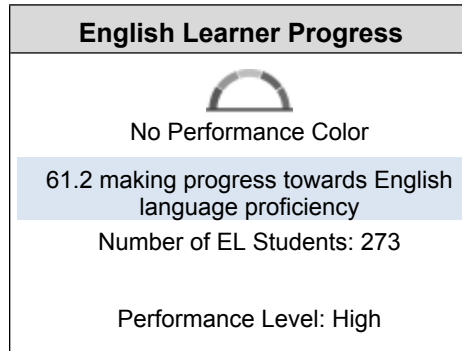 English Learner Progress
No Performance Color
61.2 making progress towards English
language proficiency
Number of EL Students: 273
Performance Level: High